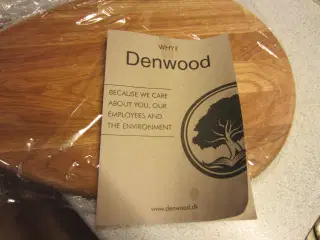 WHY?
Denwood
BECAUSE WE CARE
ABOUT YOU, OUR
EMPLOYEES AND
THE ENVIRONMENT
www.denwood.dk